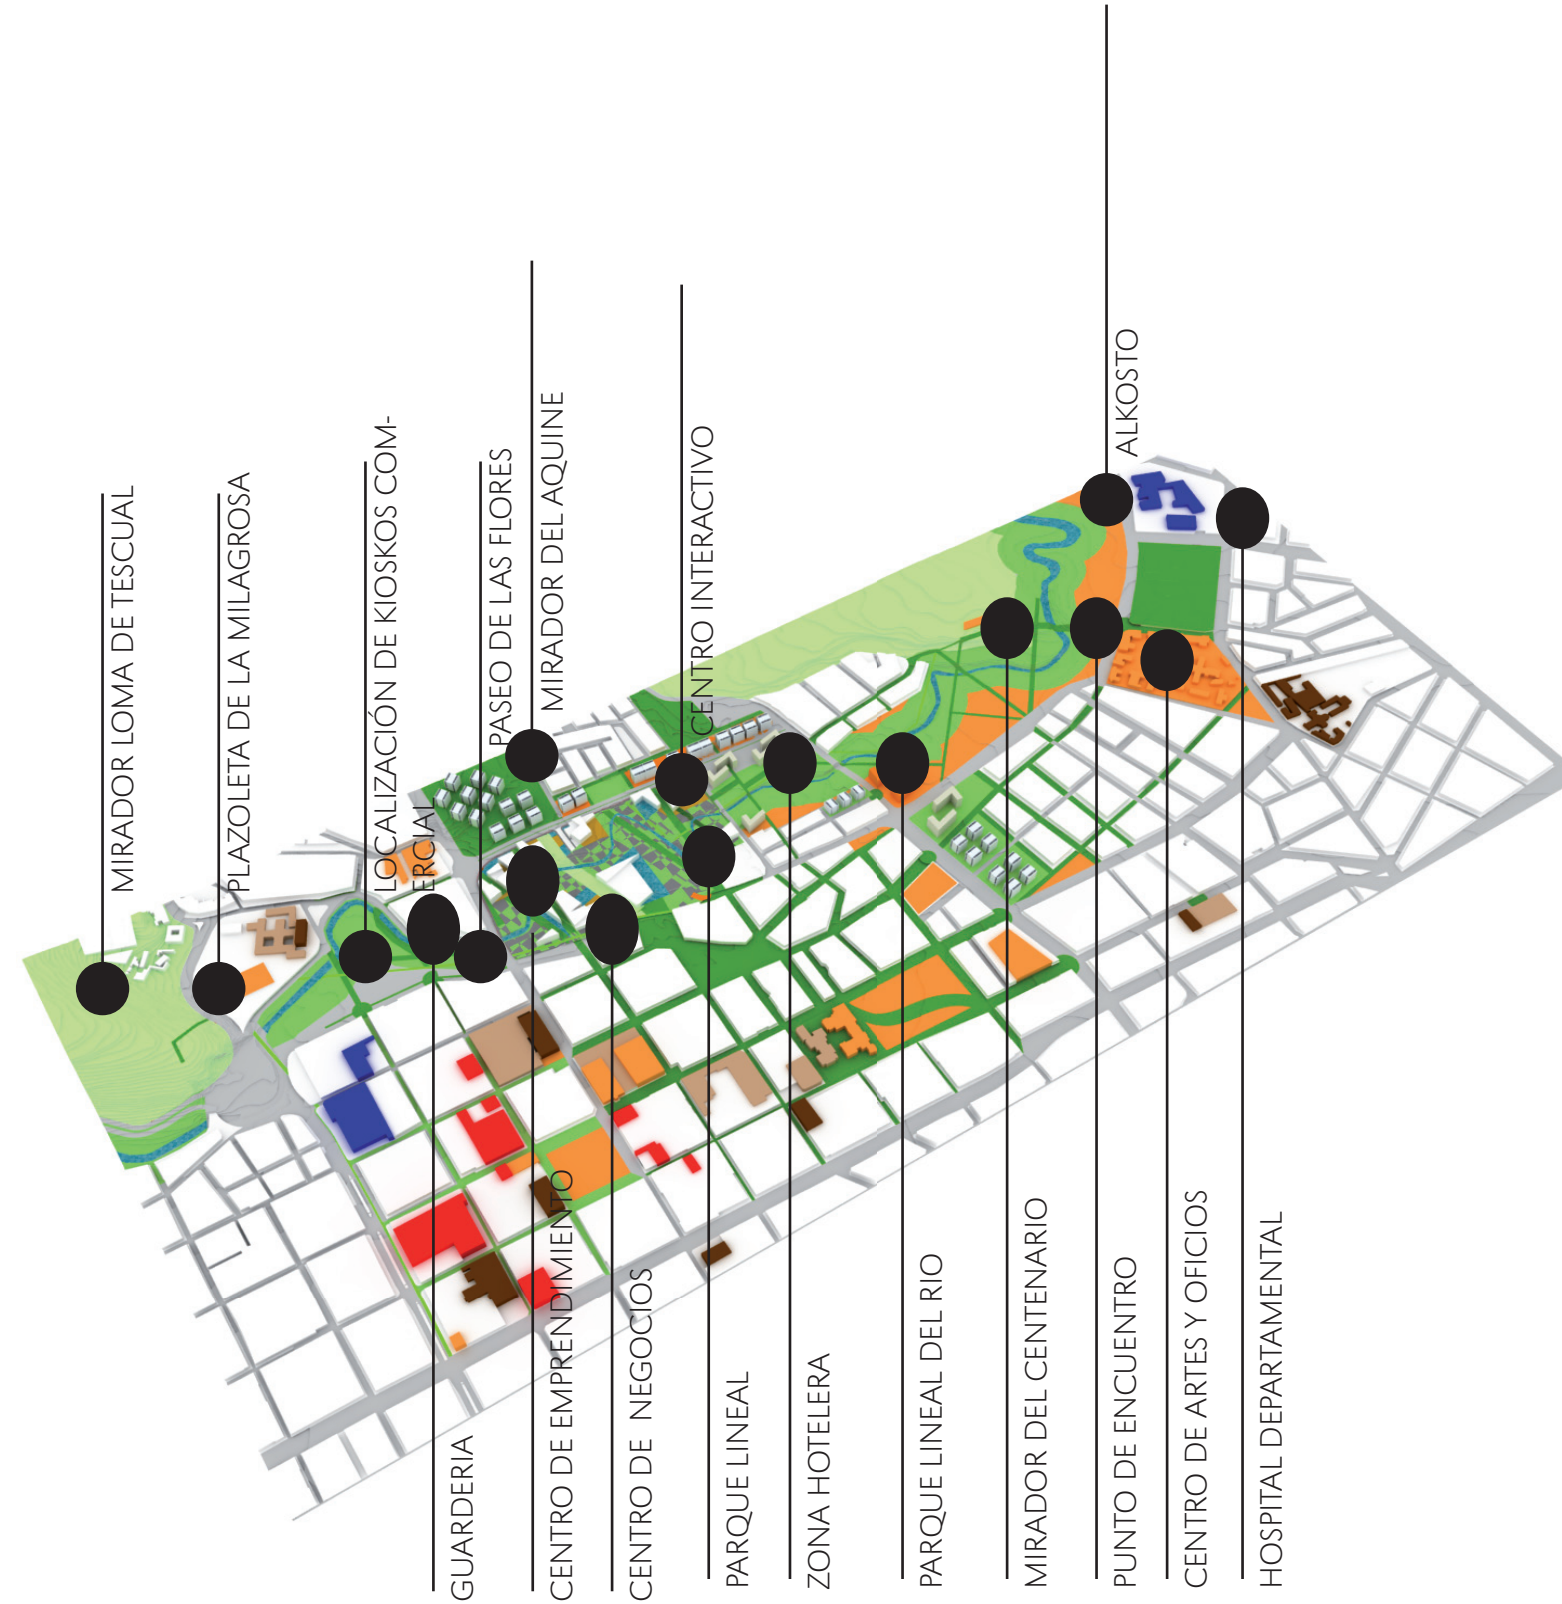 MIRADOR LOMA DE TESCUAL
PLAZOLETA DE LA MILAGROSA
LOCALIZACIÓN DE KIOSKOS COM-
ERCIAL
PASEO DE LAS FLORES
MIRADOR DEL AQUINE
CENTRO INTERACTIVO
ALKOSTO
GUARDERIA
CENTRO DE EMPRENDIMIENTO
CENTRO DE NEGOCIOS
PARQUE LINEAL
ZONA HOTELERA
PARQUE LINEAL DEL RIO
MIRADOR DEL CENTENARIO
PUNTO DE ENCUENTRO
CENTRO DE ARTES Y OFICIOS
HOSPITAL DEPARTAMENTAL